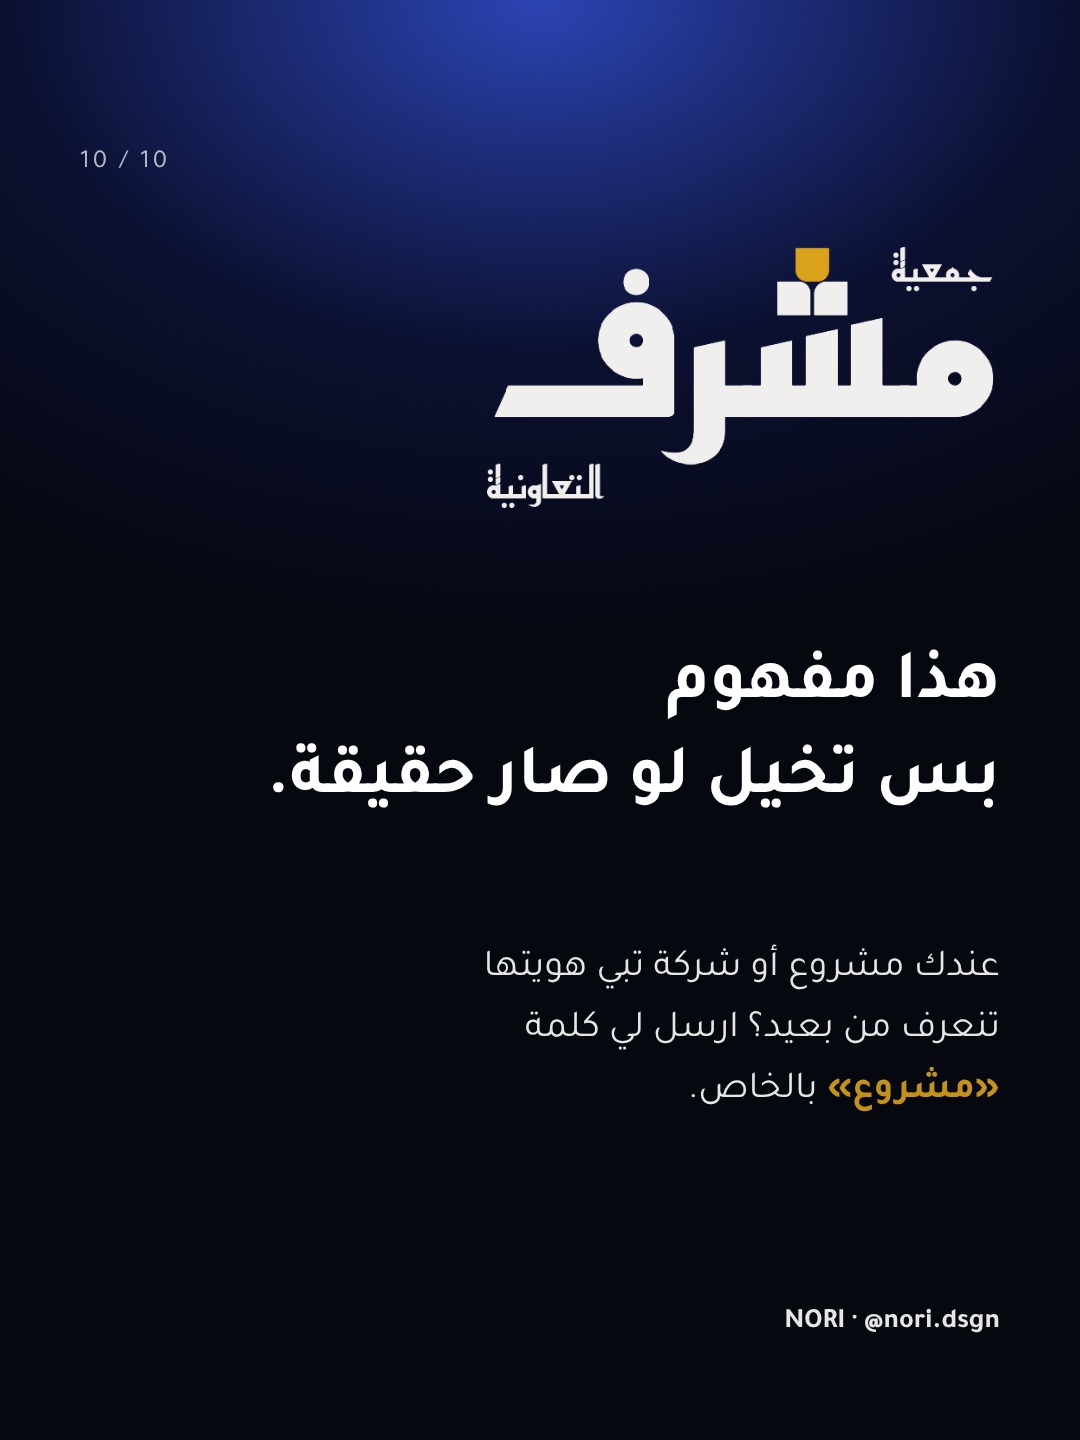 10 / 10
جمعية
مشرف
التعاونية
هذا مفهوم
بس تخيل لو صار حقيقة.
عندك مشروع أو شركة تبي هويتها
تنعرف من بعيد؟ ارسل لي كلمة
«مشروع» بالخاص.
NORI · @nori.dsgn